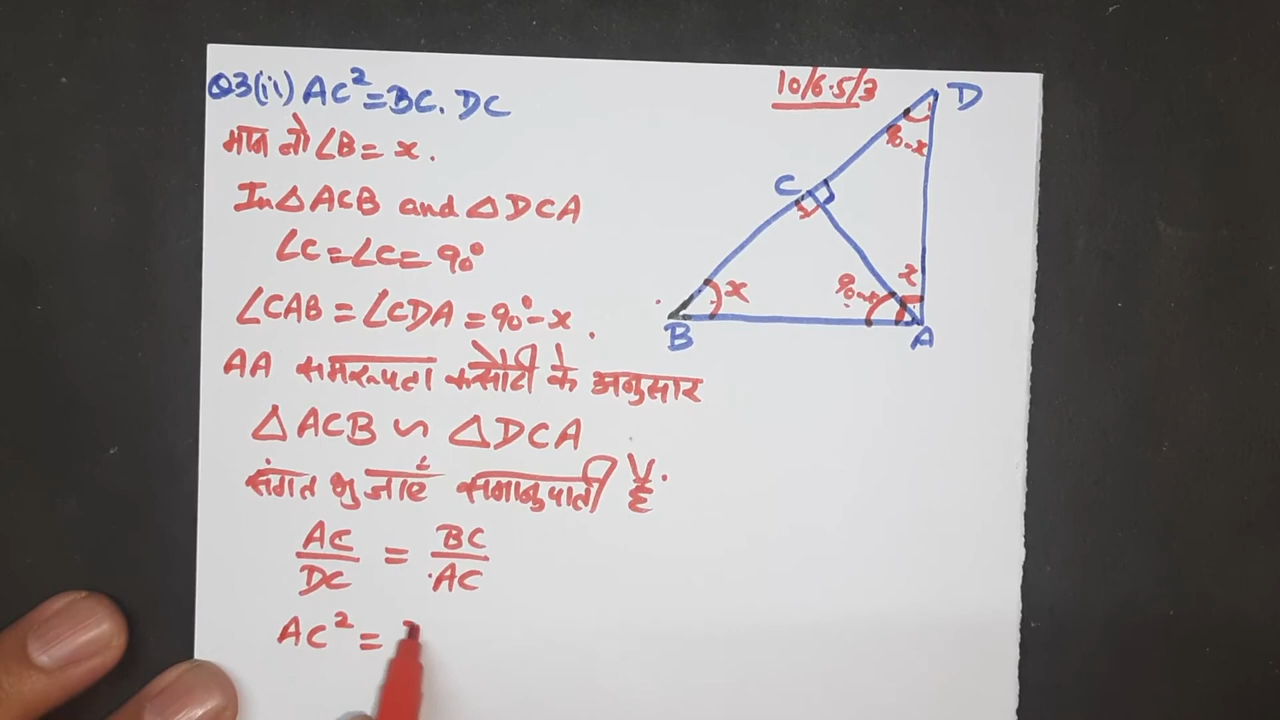 Q3(ii) AC²=BC.DC
मान लो ∠B= x.
In △ACB and △DCA
∠C=∠C= 90°
∠CAB = ∠CDA = 90°-x.
AA समरूपता कसौटी के अनुसार
△ACB ~ △DCA
संगत भुजाएं समानुपाती हैं.
AC/DC = BC/AC
AC² =
10/6.5/3
D
90-x
C
x
x
90-x
B
A